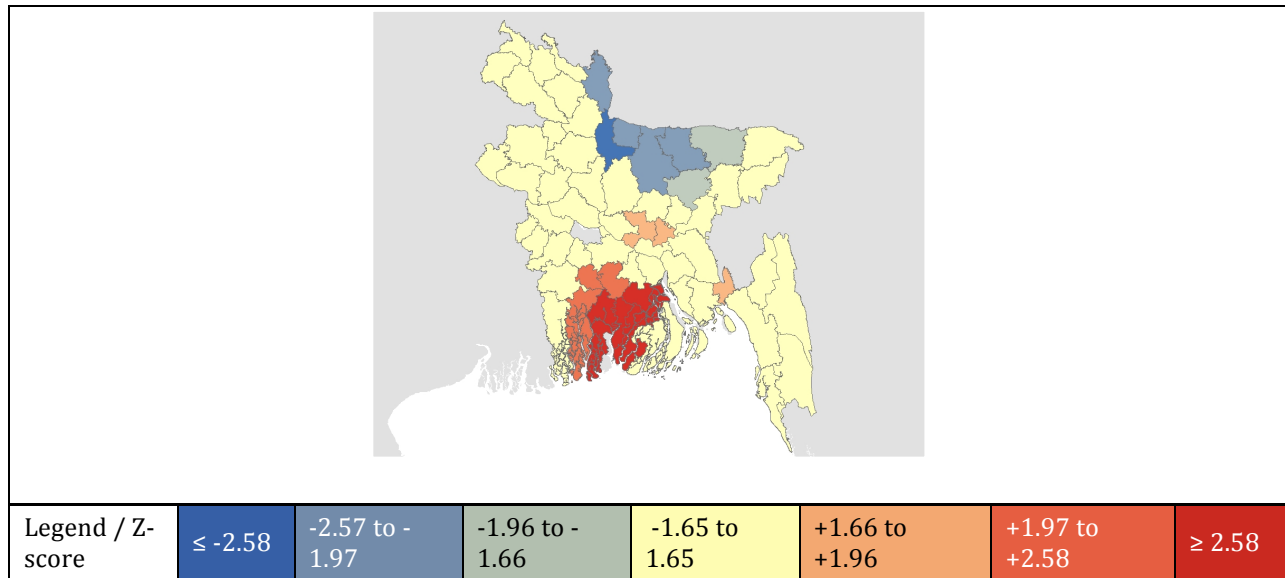 Legend / Z-
score
≤ -2.58
-2.57 to -
1.97
-1.96 to -
1.66
-1.65 to
1.65
+1.66 to
+1.96
+1.97 to
+2.58
≥ 2.58